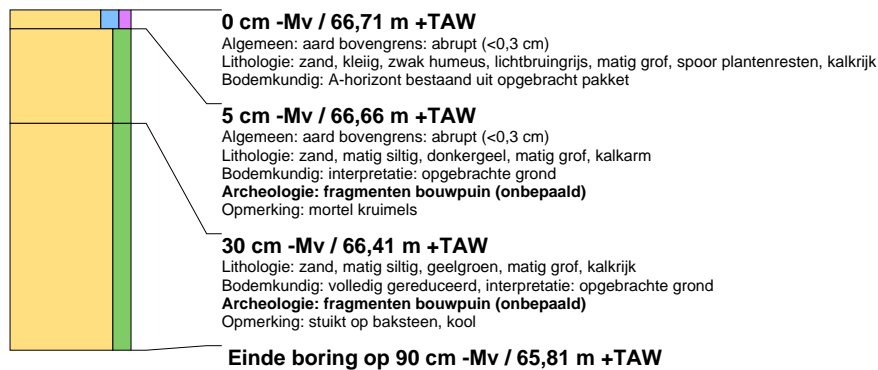 0 cm -Mv / 66,71 m +TAW
Algemeen: aard bovengrens: abrupt (<0,3 cm)
Lithologie: zand, kleiig, zwak humeus, lichtbruingrijs, matig grof, spoor plantenresten, kalkrijk
Bodemkundig: A-horizont bestaand uit opgebracht pakket
5 cm -Mv / 66,66 m +TAW
Algemeen: aard bovengrens: abrupt (<0,3 cm)
Lithologie: zand, matig siltig, donkergeel, matig grof, kalkarm
Bodemkundig: interpretatie: opgebrachte grond
Archeologie: fragmenten bouwpuin (onbepaald)
Opmerking: mortel kruimels
30 cm -Mv / 66,41 m +TAW
Lithologie: zand, matig siltig, geelgroen, matig grof, kalkrijk
Bodemkundig: volledig gereduceerd, interpretatie: opgebrachte grond
Archeologie: fragmenten bouwpuin (onbepaald)
Opmerking: stuikt op baksteen, kool
Einde boring op 90 cm -Mv / 65,81 m +TAW